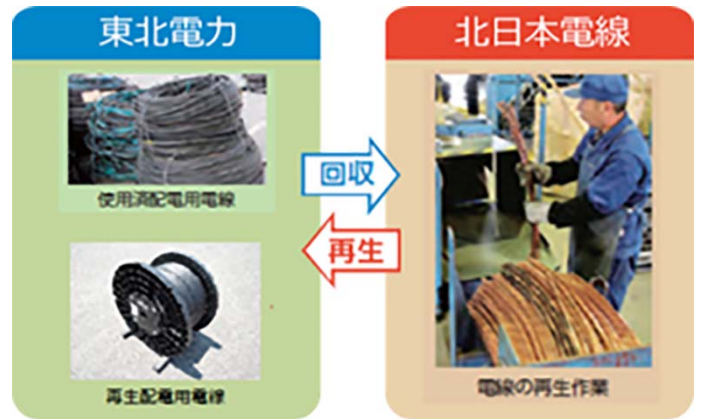 東北電力
使用済配電用電線
再生配電用電線
回収
再生
北日本電線
電線の再生作業